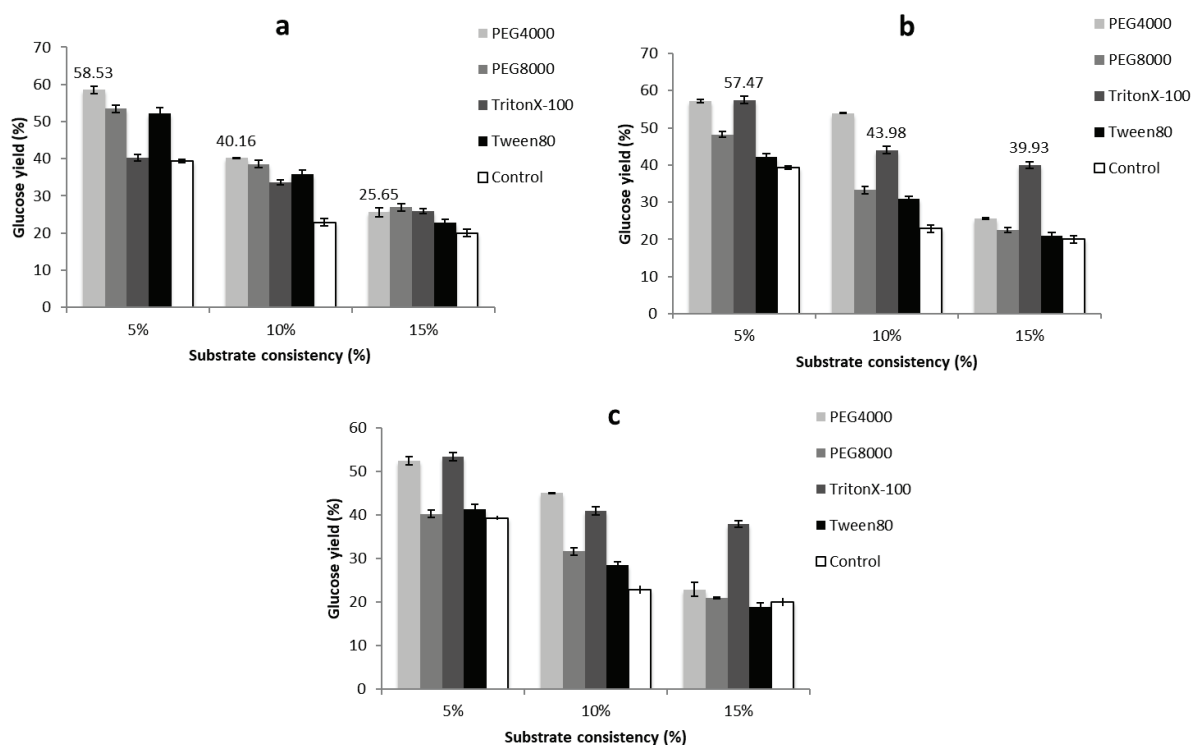 a
PEG4000
PEG8000
TritonX-100
Tween80
Control
Glucose yield (%)
70
60
50
40
30
20
10
0
58.53
40.16
25.65
5%
10%
15%
Substrate consistency (%)
b
PEG4000
PEG8000
TritonX-100
Tween80
Control
Glucose yield (%)
70
60
50
40
30
20
10
0
57.47
43.98
39.93
5%
10%
15%
Substrate consistency (%)
c
PEG4000
PEG8000
TritonX-100
Tween80
Control
Glucose yield (%)
60
50
40
30
20
10
0
5%
10%
15%
Substrate consistency (%)